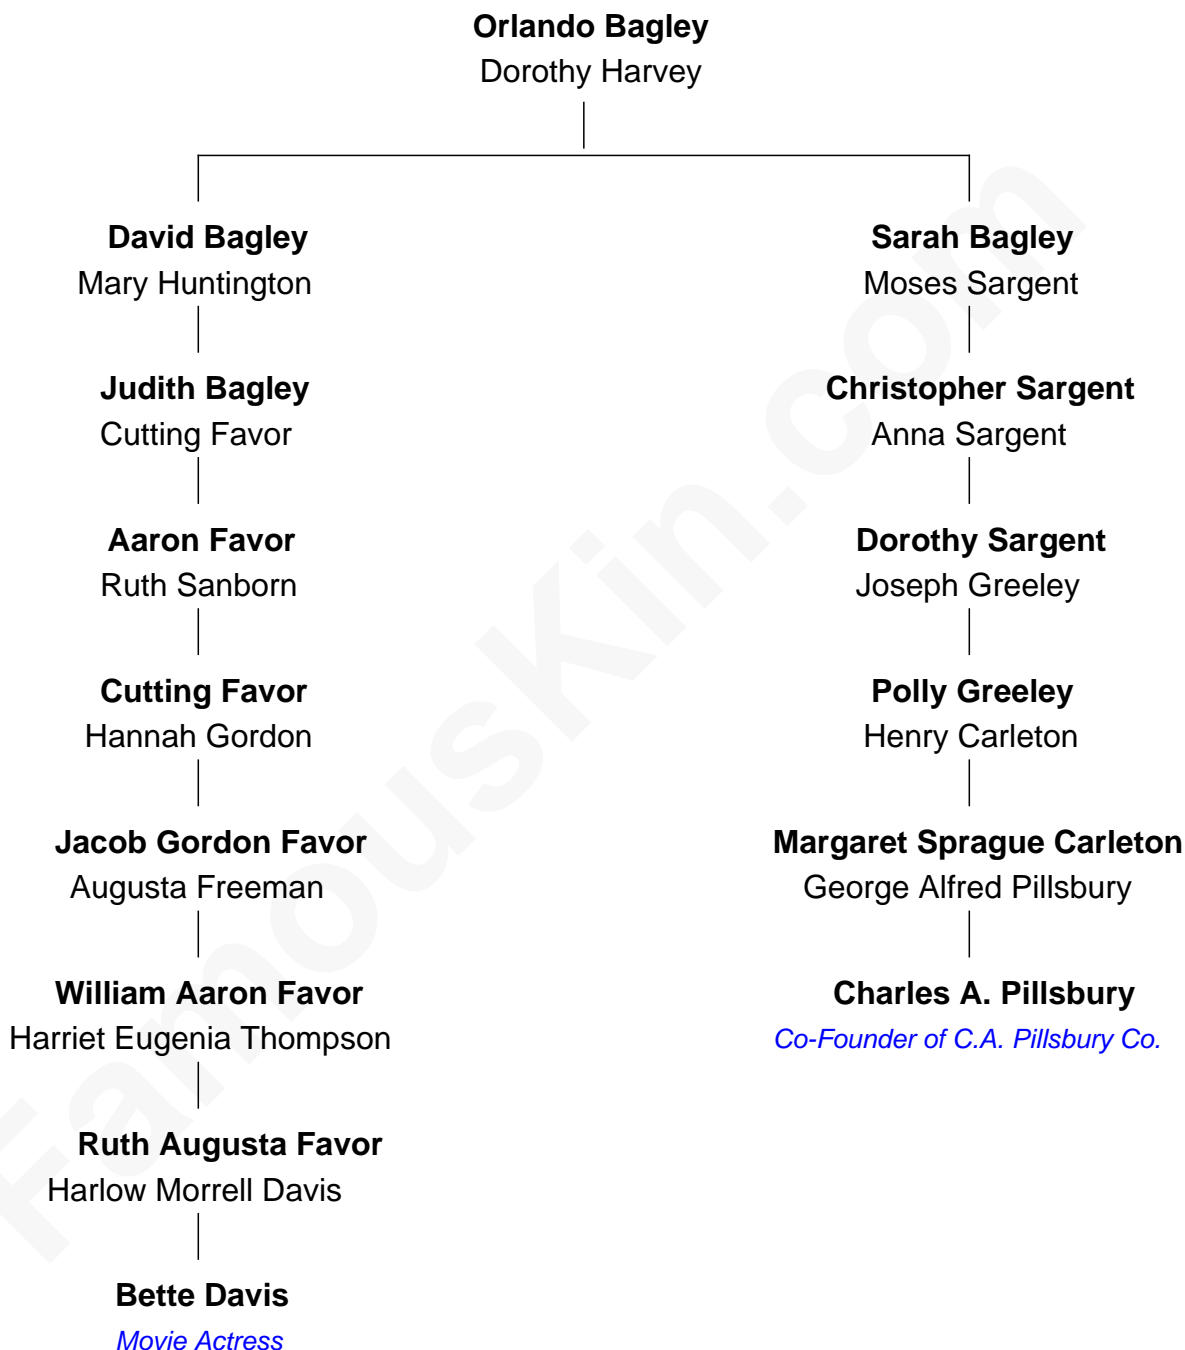 Orlando Bagley
Dorothy Harvey
David Bagley
Mary Huntington
Sarah Bagley
Moses Sargent
Judith Bagley
Cutting Favor
Christopher Sargent
Anna Sargent
Aaron Favor
Ruth Sanborn
Dorothy Sargent
Joseph Greeley
Cutting Favor
Hannah Gordon
Polly Greeley
Henry Carleton
Jacob Gordon Favor
Augusta Freeman
Margaret Sprague Carleton
George Alfred Pillsbury
William Aaron Favor
Harriet Eugenia Thompson
Charles A. Pillsbury
Co-Founder of C.A. Pillsbury Co.
Ruth Augusta Favor
Harlow Morrell Davis
Bette Davis
Movie Actress
FamousKin.com